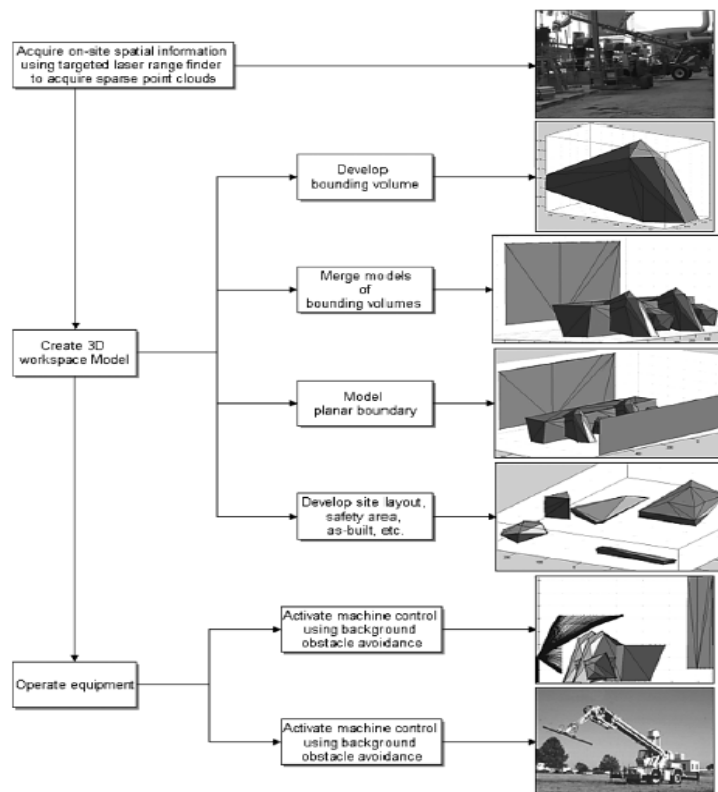 Acquire on-site spatial information
using targeted laser range finder
to acquire sparse point clouds
Develop
bounding volume
Merge models
of
bounding volumes
Create 3D
workspace Model
Model
planar boundary
Develop site layout,
safety area,
as-built, etc.
Activate machine control
using background
obstacle avoidance
Operate equipment
Activate machine control
using background
obstacle avoidance